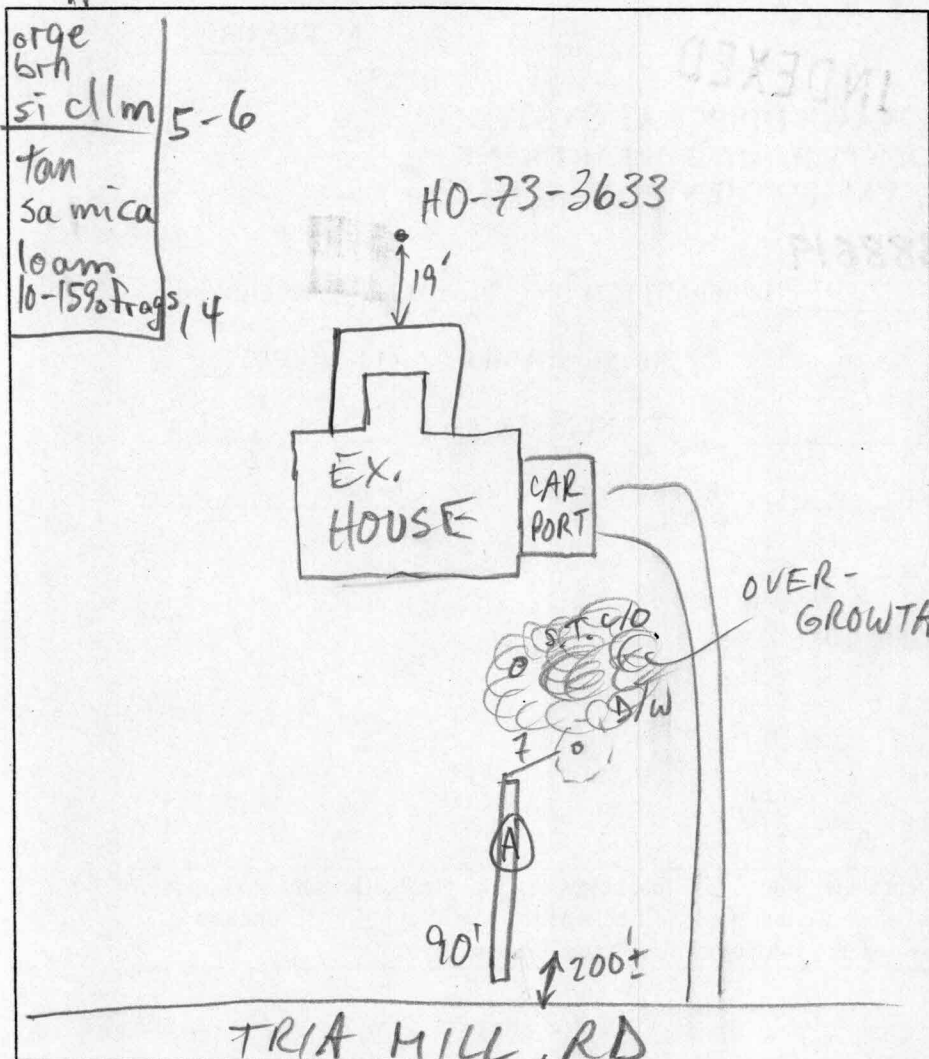 orge
brn
si cllm 5-6
tan
sa mica
loam
10-15% frags, 14
INDEXED
HO-73-3633
19'
EX.
HOUSE
CAR
PORT
OVER-
GROWTH
S.T. C/O
D/W
7
A
90'
200'±
TRIA MILL RD